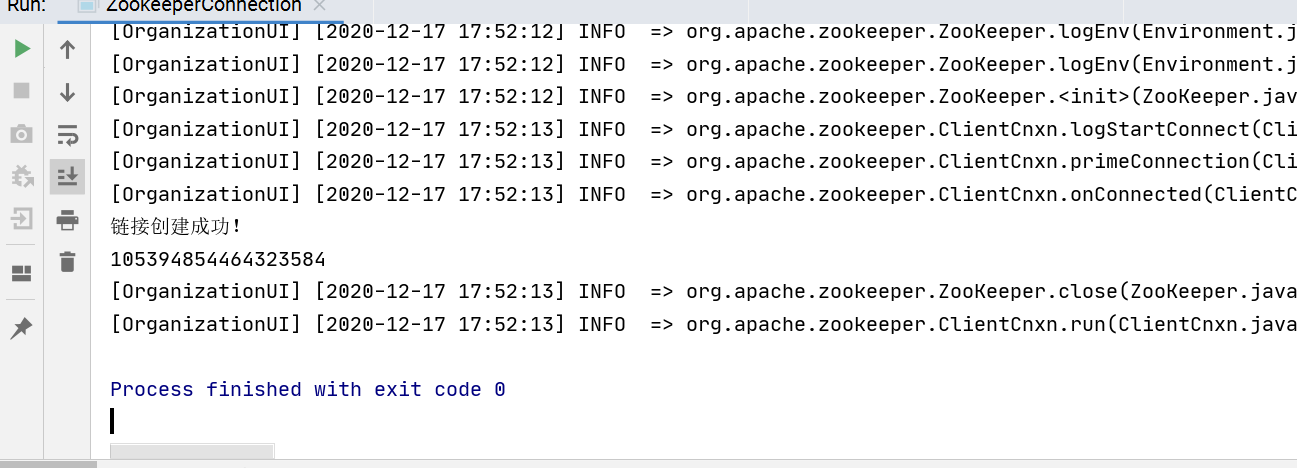 Run: ZookeeperConnection
[OrganizationUI] [2020-12-17 17:52:12] INFO  => org.apache.zookeeper.ZooKeeper.logEnv(Environment.j
[OrganizationUI] [2020-12-17 17:52:12] INFO  => org.apache.zookeeper.ZooKeeper.logEnv(Environment.j
[OrganizationUI] [2020-12-17 17:52:12] INFO  => org.apache.zookeeper.ZooKeeper.<init>(ZooKeeper.jav
[OrganizationUI] [2020-12-17 17:52:13] INFO  => org.apache.zookeeper.ClientCnxn.logStartConnect(Cli
[OrganizationUI] [2020-12-17 17:52:13] INFO  => org.apache.zookeeper.ClientCnxn.primeConnection(Cli
[OrganizationUI] [2020-12-17 17:52:13] INFO  => org.apache.zookeeper.ClientCnxn.onConnected(ClientC
链接创建成功!
105394854464323584
[OrganizationUI] [2020-12-17 17:52:13] INFO  => org.apache.zookeeper.ZooKeeper.close(ZooKeeper.java
[OrganizationUI] [2020-12-17 17:52:13] INFO  => org.apache.zookeeper.ClientCnxn.run(ClientCnxn.java
Process finished with exit code 0